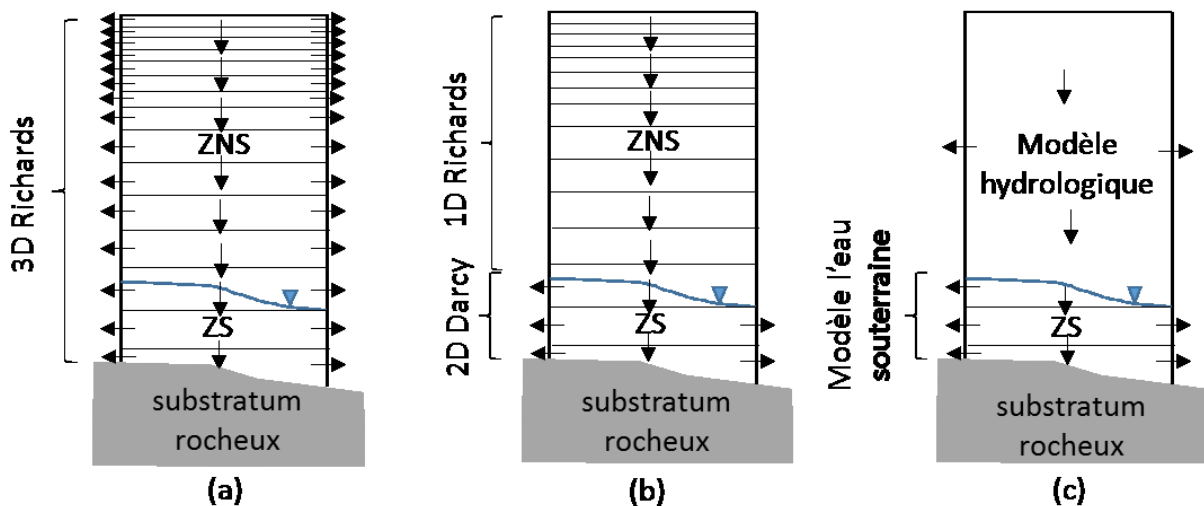 3D Richards
ZNS
ZS
substratum
rocheux
(a)
1D Richards
2D Darcy
ZNS
ZS
substratum
rocheux
(b)
Modèle
hydrologique
Modèle l'eau
souterraine
ZS
substratum
rocheux
(c)